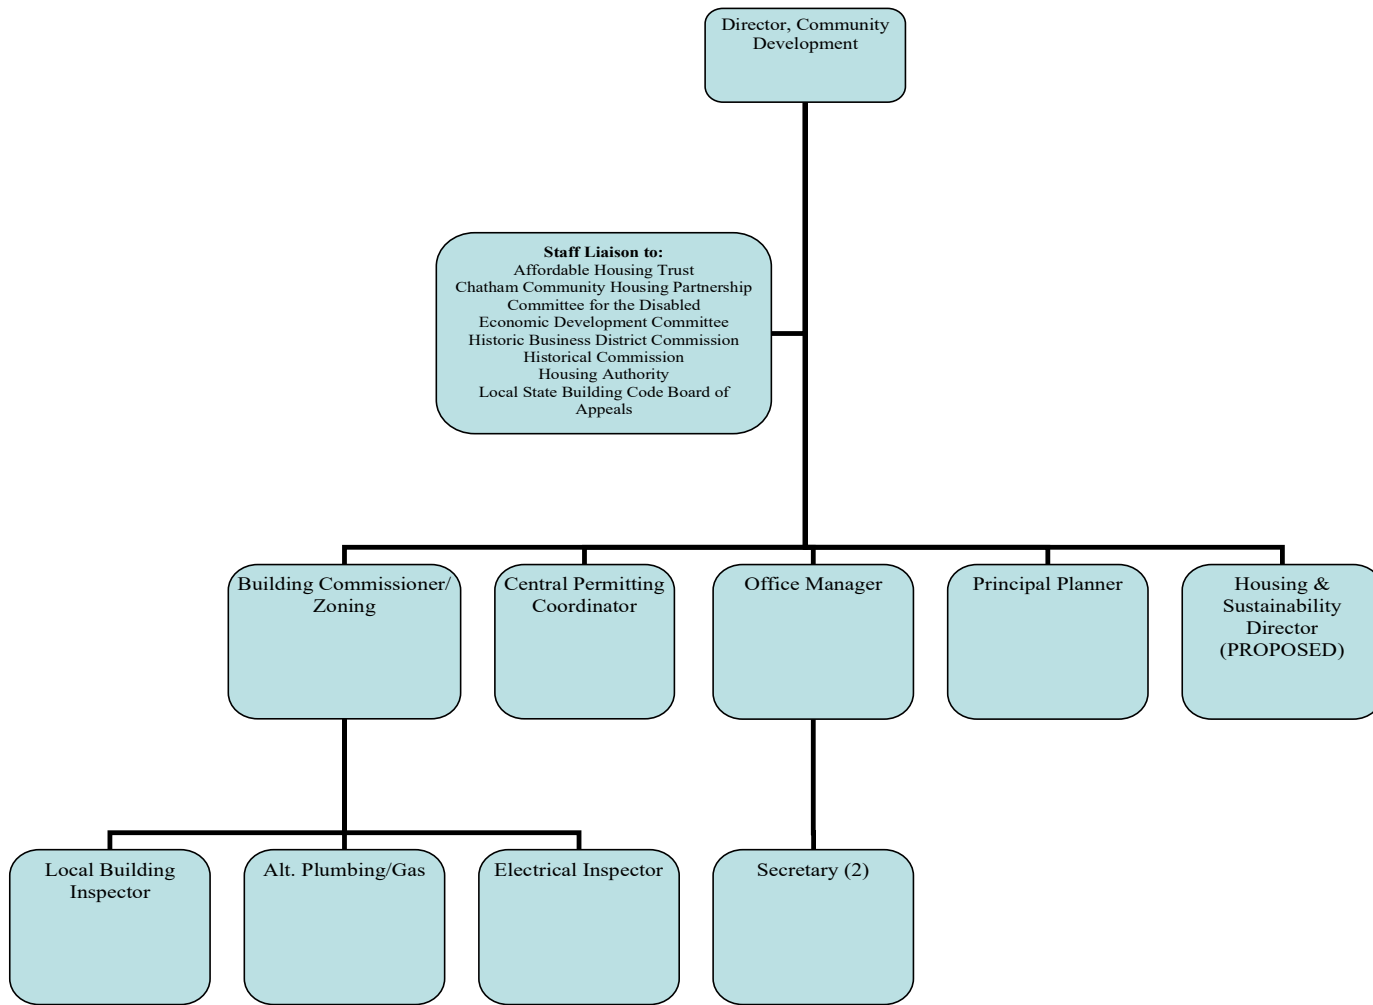 Director, Community
Development
Staff Liaison to:
Affordable Housing Trust
Chatham Community Housing Partnership
Committee for the Disabled
Economic Development Committee
Historic Business District Commission
Historical Commission
Housing Authority
Local State Building Code Board of
Appeals
Building Commissioner/
Zoning
Central Permitting
Coordinator
Office Manager
Principal Planner
Housing &
Sustainability
Director
(PROPOSED)
Local Building
Inspector
Alt. Plumbing/Gas
Electrical Inspector
Secretary (2)